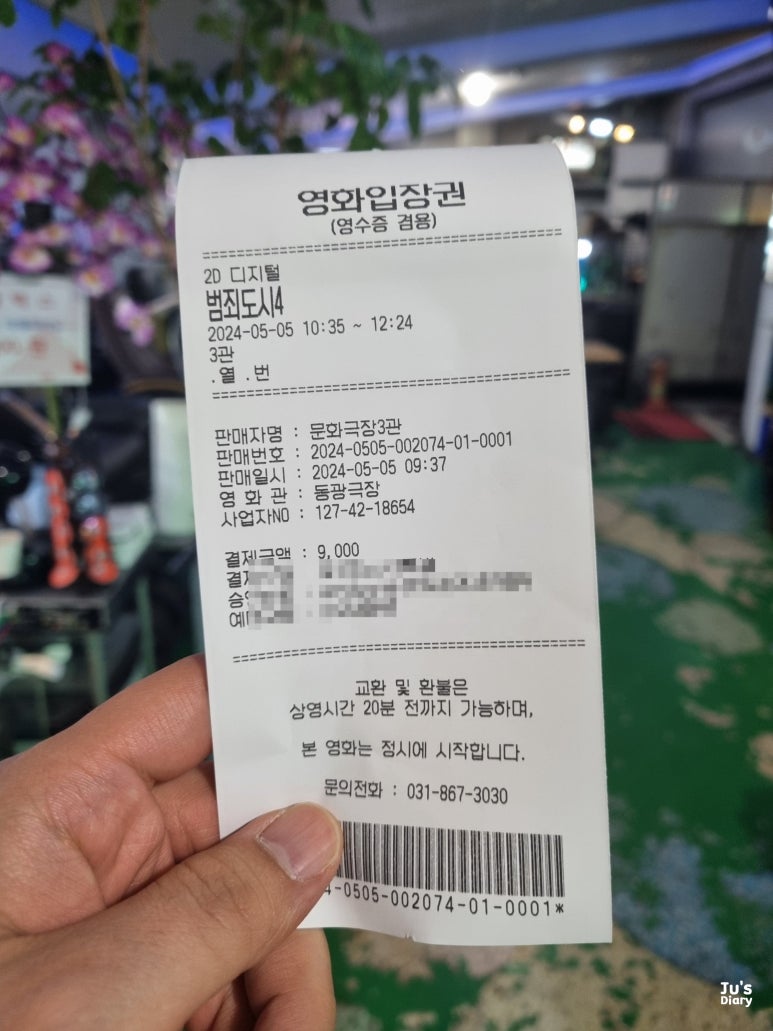 영화입장권
(영수증 겸용)
2D 디지털
범죄도시4
2024-05-05 10:35 ~ 12:24
3관
.열 .번
판매자명 : 문화극장3관
판매번호 : 2024-0505-002074-01-0001
판매일시 : 2024-05-05 09:37
영 화 관 : 동광극장
사업자NO : 127-42-18654
결제금액 : 9,000
교환 및 환불은
상영시간 20분 전까지 가능하며,
본 영화는 정시에 시작합니다.
문의전화 : 031-867-3030
4-0505-002074-01-0001*
Ju's
Diary